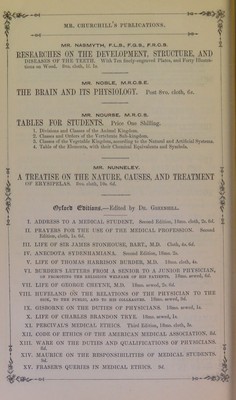 MR. CHURCHILL'S PUBLICATIONS.
MR. NASMYTH, F.L.S., F.G.S., F.R.C.S.
RESEARCHES ON THE DEVELOPMENT, STRUCTURE, AND
DISEASES OF THE TEETH. With Ten finely-engraved Plates, and Forty Illustra-
tions on Wood. 8vo. cloth, 1l. 1s.
MR. NOBLE, M.R.C.S.E.
THE BRAIN AND ITS PHYSIOLOGY. Post 8vo. cloth, 6s.
MR. NOURSE, M.R.C.S.
TABLES FOR STUDENTS. Price One Shilling.
1. Divisions and Classes of the Animal Kingdom.
2. Classes and Orders of the Vertebrate Sub-kingdom.
3. Classes of the Vegetable Kingdom, according to the Natural and Artificial Systems.
4. Table of the Elements, with their Chemical Equivalents and Symbols.
MR. NUNNELEY.
A TREATISE ON THE NATURE, CAUSES, AND TREATMENT
OF ERYSIPELAS. 8vo. cloth, 10s. 6d.
Oxford Editions.—Edited by DR. GREENHILL.
I. ADDRESS TO A MEDICAL STUDENT. Second Edition, 18mo. cloth, 2s. 6d.
II. PRAYERS FOR THE USE OF THE MEDICAL PROFESSION. Second
Edition, cloth, 1s. 6d.
III. LIFE OF SIR JAMES STONHOUSE, BART., M.D. Cloth, 4s. 6d.
IV. ANECDOTA SYDENHAMIANA. Second Edition, 18mo. 2s.
V. LIFE OF THOMAS HARRISON BURDER, M.D. 18mo. cloth, 4s.
VI. BURDER'S LETTERS FROM A SENIOR TO A JUNIOR PHYSICIAN,
ON PROMOTING THE RELIGIOUS WELFARE OF HIS PATIENTS. 18mo. sewed, 6d.
VII. LIFE OF GEORGE CHEYNE, M.D. 18mo. sewed, 2s. 6d.
VIII. HUFELAND ON THE RELATIONS OF THE PHYSICIAN TO THE
SICK, TO THE PUBLIC, AND TO HIS COLLEAGUES. 18mo. sewed, 9d.
IX. GISBORNE ON THE DUTIES OF PHYSICIANS. 18mo. sewed, 1s.
X. LIFE OF CHARLES BRANDON TRYE. 18mo. sewed, 1s.
XI. PERCIVAL'S MEDICAL ETHICS. Third Edition, 18mo. cloth, 3s.
XII. CODE OF ETHICS OF THE AMERICAN MEDICAL ASSOCIATION. 8d.
XIII. WARE ON THE DUTIES AND QUALIFICATIONS OF PHYSICIANS.
8d.
XIV. MAURICE ON THE RESPONSIBILITIES OF MEDICAL STUDENTS.
9d.
XV. FRASER'S QUERIES IN MEDICAL ETHICS. 9d